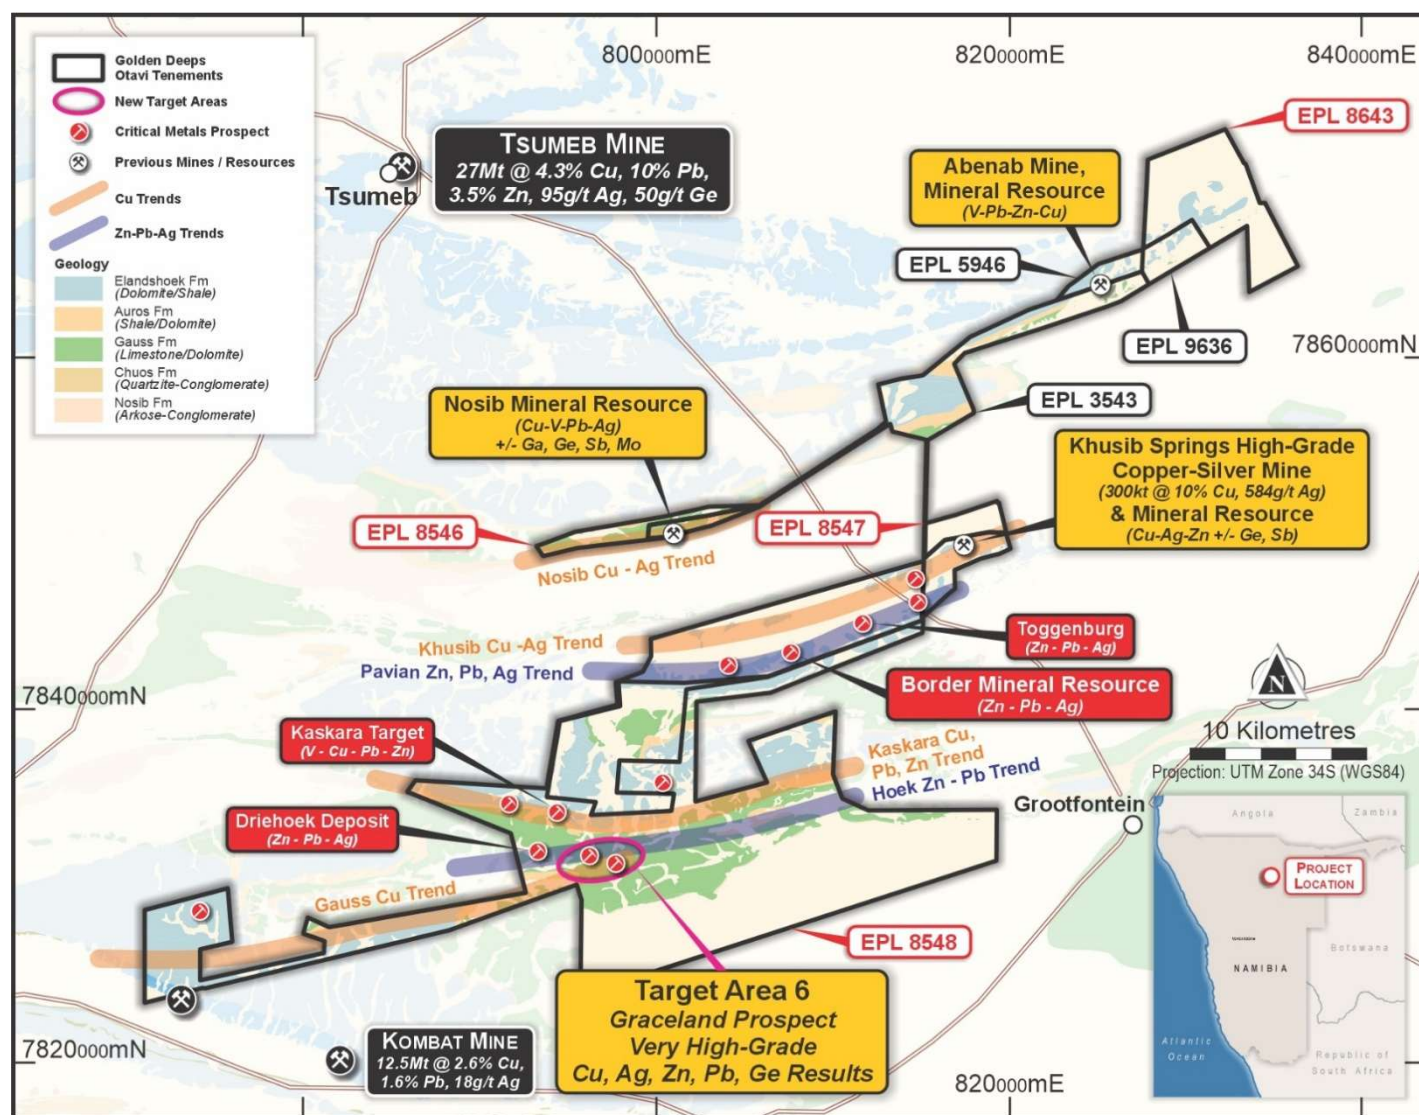 Golden Deeps
Otavi Tenements
New Target Areas
Critical Metals Prospect
Previous Mines / Resources
Cu Trends
Zn-Pb-Ag Trends
Geology
Elandshoek Fm
(Dolomite/Shale)
Auros Fm
(Shale/Dolomite)
Gauss Fm
(Limestone/Dolomite)
Chuos Fm
(Quartzite-Conglomerate)
Nosib Fm
(Arkose-Conglomerate)
800000mE
820000mE
840000mE
Tsumeb
TSUMEB MINE
27Mt @ 4.3% Cu, 10% Pb,
3.5% Zn, 95g/t Ag, 50g/t Ge
EPL 8643
Abenab Mine,
Mineral Resource
(V-Pb-Zn-Cu)
EPL 5946
EPL 9636
7860000mN
EPL 3543
Nosib Mineral Resource
(Cu-V-Pb-Ag)
+/- Ga, Ge, Sb, Mo
Khusib Springs High-Grade
Copper-Silver Mine
(300kt @ 10% Cu, 584g/t Ag)
& Mineral Resource
(Cu-Ag-Zn +/- Ge, Sb)
EPL 8546
EPL 8547
Nosib Cu - Ag Trend
Khusib Cu -Ag Trend
Pavian Zn, Pb, Ag Trend
Toggenburg
(Zn - Pb - Ag)
Border Mineral Resource
(Zn - Pb - Ag)
7840000mN
Kaskara Target
(V - Cu - Pb - Zn)
Kaskara Cu,
Pb, Zn Trend
Hoek Zn - Pb Trend
N
10 Kilometres
Projection: UTM Zone 34S (WGS84)
Grootfontein
Driehoek Deposit
(Zn - Pb - Ag)
Gauss Cu Trend
EPL 8548
Target Area 6
Graceland Prospect
Very High-Grade
Cu, Ag, Zn, Pb, Ge Results
KOMBAT MINE
12.5Mt @ 2.6% Cu,
1.6% Pb, 18g/t Ag
7820000mN
820000mE
Angola
Zambia
PROJECT
LOCATION
NAMIBIA
Botswana
Atlantic
Ocean
Republic of
South Africa